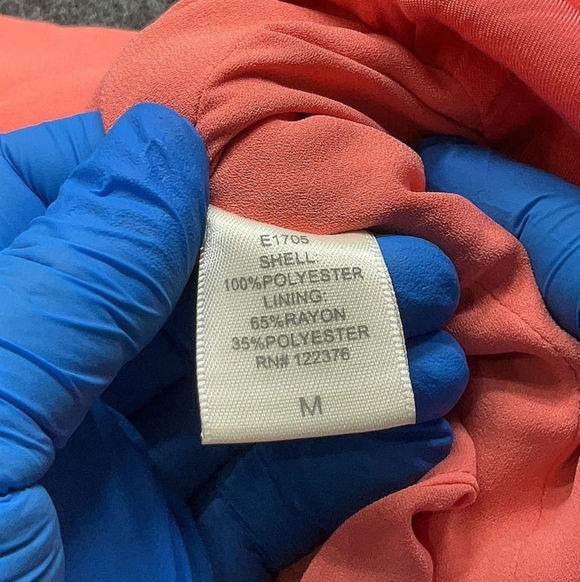 E1705
SHELL:
100%POLYESTER
LINING:
65%RAYON
35%POLYESTER
RN# 122376
M